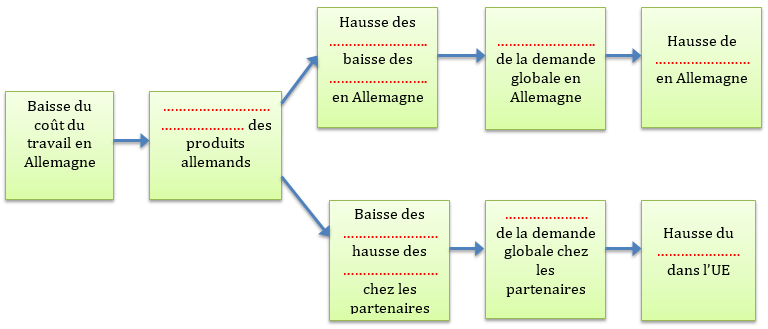 Baisse du
coût du
travail en
Allemagne
..............................
....................... des
produits
allemands
Hausse des
...........................
baisse des
...........................
en Allemagne
...........................
de la demande
globale en
Allemagne
Hausse de
..........................
en Allemagne
Baisse des
..........................
hausse des
..........................
chez les
partenaires
.......................
de la demande
globale chez
les
partenaires
Hausse du
.......................
dans l’UE